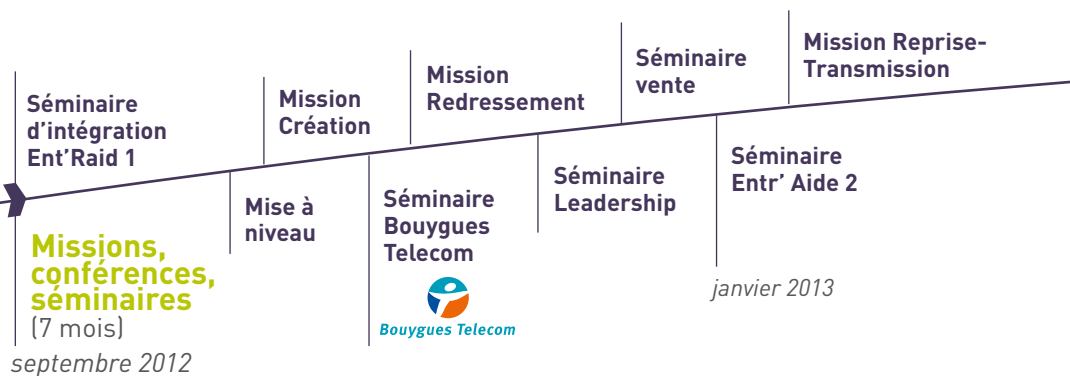 Séminaire
d'intégration
Ent'Raid 1
Missions,
conférences,
séminaires
(7 mois)
septembre 2012
Mise à
niveau
Mission
Création
Séminaire
Bouygues
Telecom
Bouygues Telecom
Mission
Redressement
Séminaire
Leadership
Séminaire
vente
Séminaire
Entr' Aide 2
janvier 2013
Mission Reprise-
Transmission